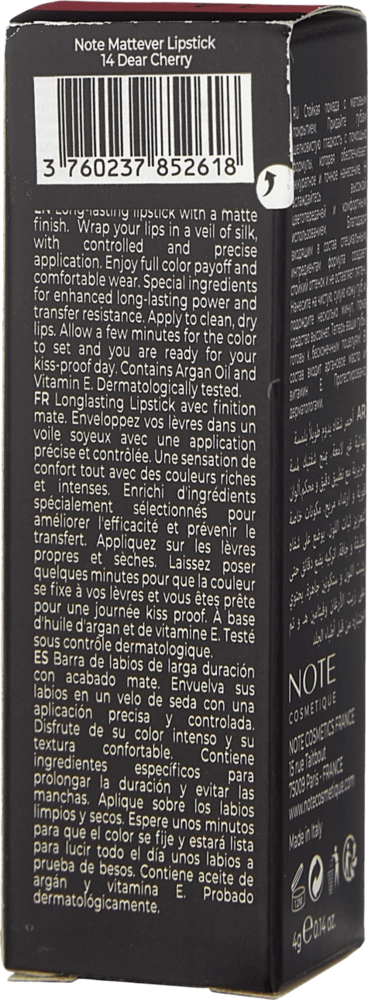 Note Mattever Lipstick
14 Dear Cherry
3 760237 852618
EN Longlasting lipstick with a matte
finish. Wrap your lips in a veil of silk,
with controlled and precise
application. Enjoy full color payoff and
comfortable wear. Special ingredients
for enhanced long-lasting power and
transfer resistance. Apply to clean, dry
lips. Allow a few minutes for the color
to set and you are ready for your
kiss-proof day. Contains Argan Oil and
Vitamin E. Dermatologically tested.
FR Longlasting Lipstick avec finition
mate. Enveloppez vos lèvres dans un
voile soyeux avec une application
précise et contrôlée. Une sensation de
confort tout avec des couleurs riches
et intenses. Enrichi d'ingrédients
spécialement sélectionnés pour
améliorer l'efficacité et prévenir le
transfert. Appliquez sur les lèvres
propres et sèches. Laissez poser
quelques minutes pour que la couleur
se fixe à vos lèvres et vous êtes prête
pour une journée kiss proof. À base
d'huile d'argan et de vitamine E. Testé
sous contrôle dermatologique.
ES Barra de labios de larga duración
con acabado mate. Envuelva sus
labios en un velo de seda con una
aplicación precisa y controlada.
Disfrute de su color intenso y su
textura confortable. Contiene
ingredientes específicos para
prolongar la duración y evitar las
manchas. Aplique sobre los labios
limpios y secos. Espere unos minutos
para que el color se fije y estará lista
para lucir todo el día unos labios a
prueba de besos. Contiene aceite de
argán y vitamina E. Probado
dermatológicamente.
RU Стойкая помада с матовым
покрытием. Придайте губам
NOTE
COSMETIQUE
NOTE COSMETICS FRANCE
15 rue Taitbout
75009 Paris - FRANCE
www.notecosmetique.com
Made in Italy
12M
4g ℮ 0.14 oz.